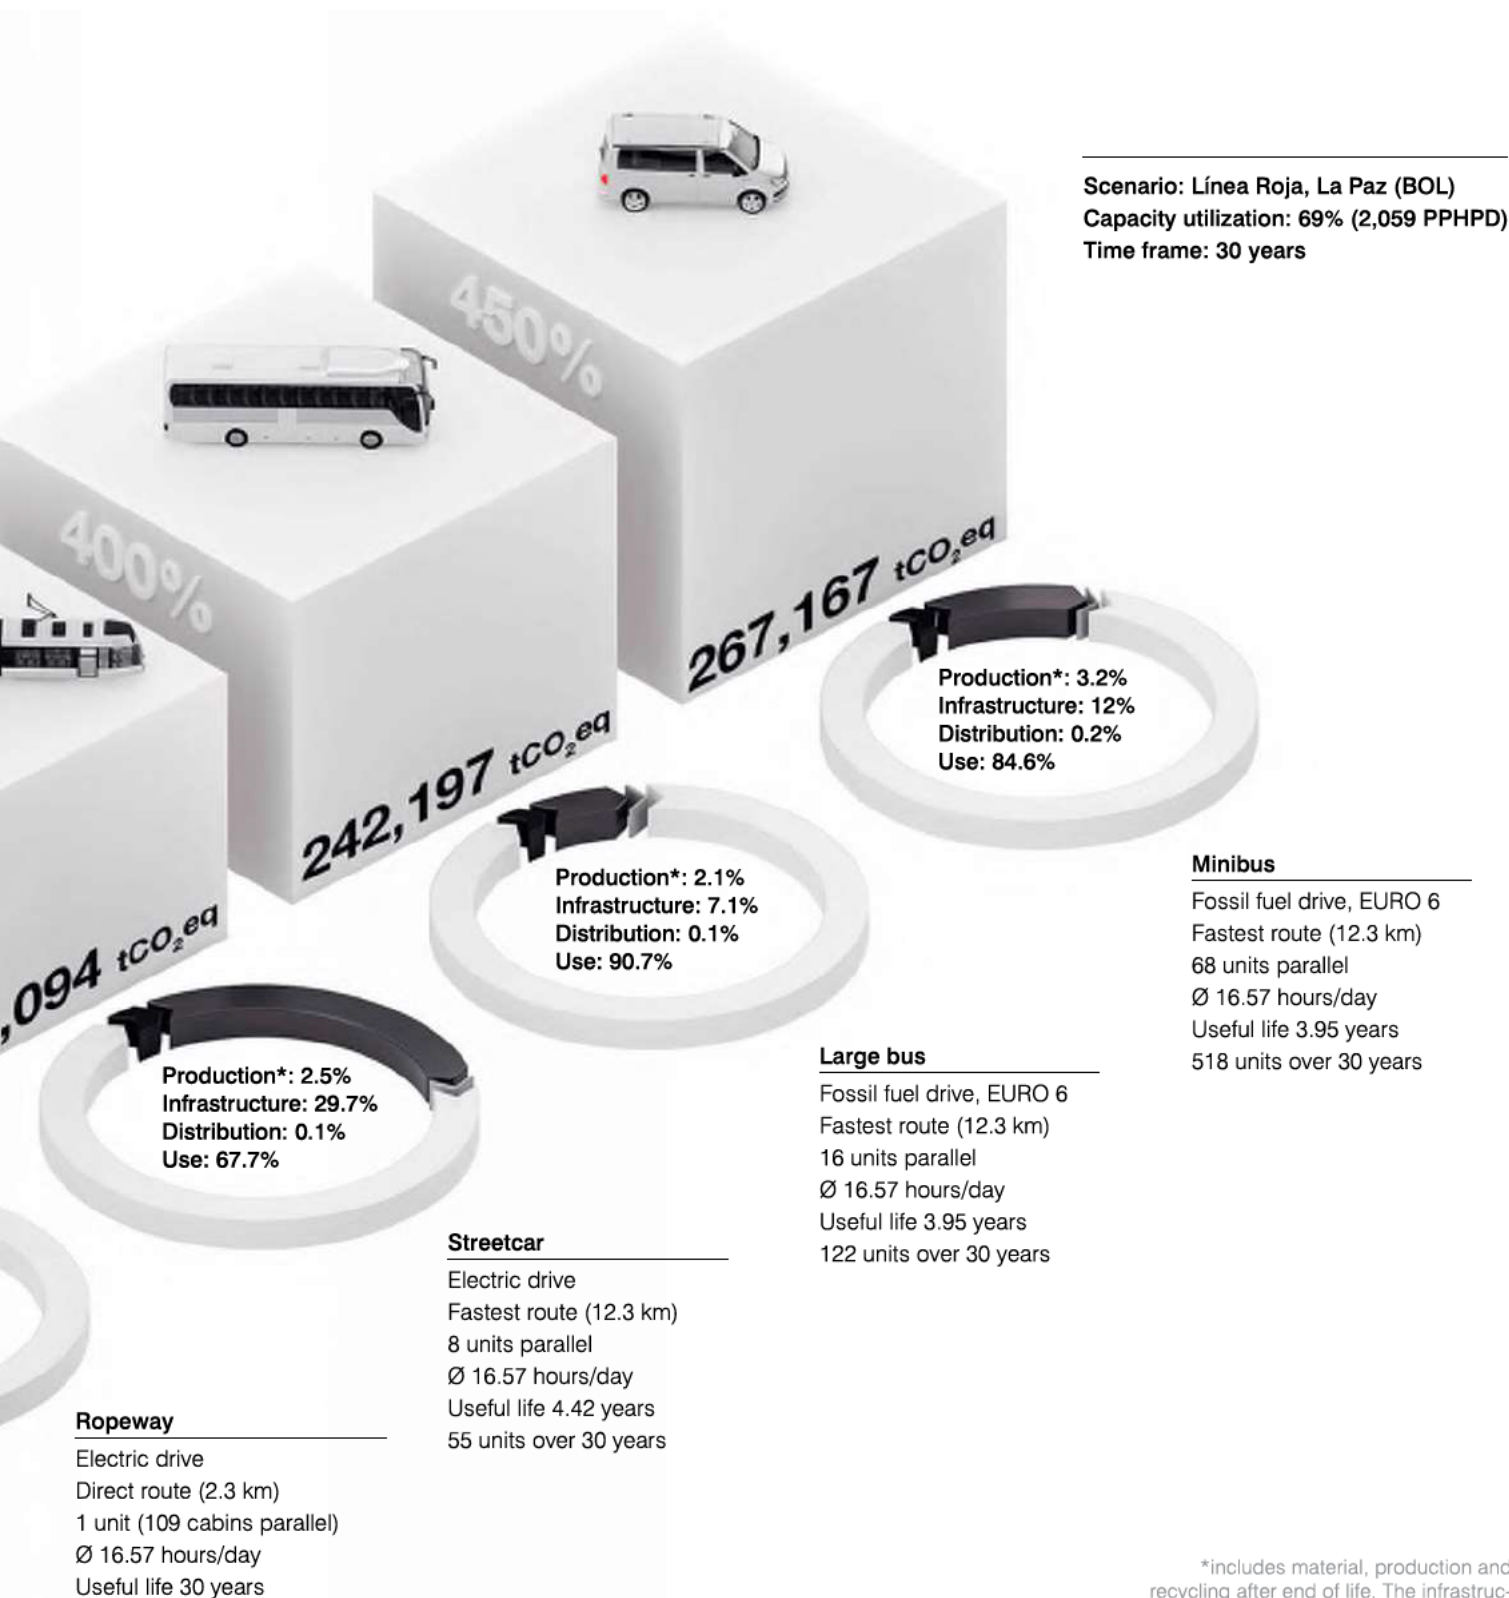 Scenario: Línea Roja, La Paz (BOL)
Capacity utilization: 69% (2,059 PPHPD)
Time frame: 30 years
450%
400%
267,167 tCO₂eq
242,197 tCO₂eq
,094 tCO₂eq
Production*: 3.2%
Infrastructure: 12%
Distribution: 0.2%
Use: 84.6%
Production*: 2.1%
Infrastructure: 7.1%
Distribution: 0.1%
Use: 90.7%
Production*: 2.5%
Infrastructure: 29.7%
Distribution: 0.1%
Use: 67.7%
Minibus
Fossil fuel drive, EURO 6
Fastest route (12.3 km)
68 units parallel
Ø 16.57 hours/day
Useful life 3.95 years
518 units over 30 years
Large bus
Fossil fuel drive, EURO 6
Fastest route (12.3 km)
16 units parallel
Ø 16.57 hours/day
Useful life 3.95 years
122 units over 30 years
Streetcar
Electric drive
Fastest route (12.3 km)
8 units parallel
Ø 16.57 hours/day
Useful life 4.42 years
55 units over 30 years
Ropeway
Electric drive
Direct route (2.3 km)
1 unit (109 cabins parallel)
Ø 16.57 hours/day
Useful life 30 years
*includes material, production and
recycling after end of life. The infrastruc-